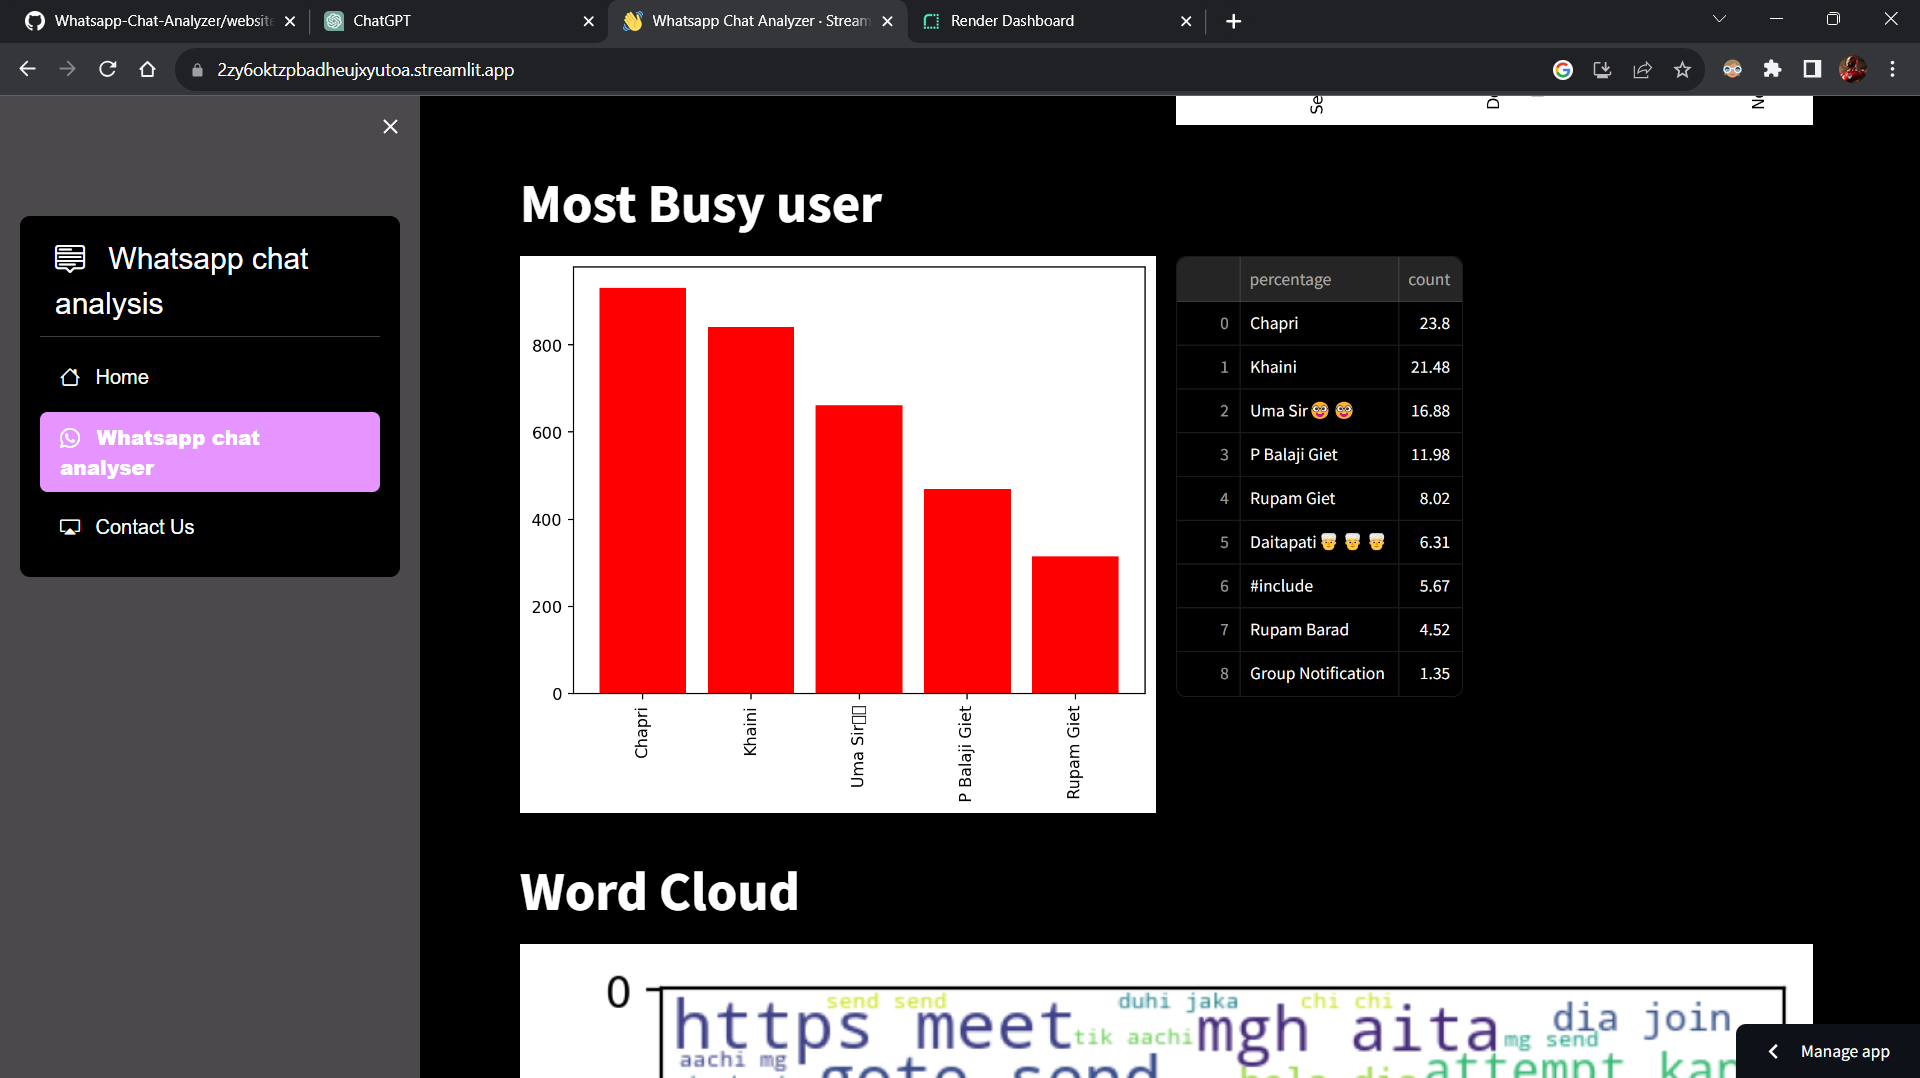 Whatsapp-Chat-Analyzer/website
ChatGPT
Whatsapp Chat Analyzer · Stream
Render Dashboard
2zy6oktzpbadheujxyutoa.streamlit.app
Whatsapp chat
analysis
Home
Whatsapp chat
analyser
Contact Us
Most Busy user
800
600
400
200
0
Chapri
Khaini
Uma Sir
P Balaji Giet
Rupam Giet
percentage count
0 Chapri 23.8
1 Khaini 21.48
2 Uma Sir🤓🤓 16.88
3 P Balaji Giet 11.98
4 Rupam Giet 8.02
5 Daitapati👳👳👳 6.31
6 #include 5.67
7 Rupam Barad 4.52
8 Group Notification 1.35
Word Cloud
0
send send duhi jaka chi chi
https meet tik aachi mgh aita dia join
aachi mg mg send
goto send attempt kar
Manage app